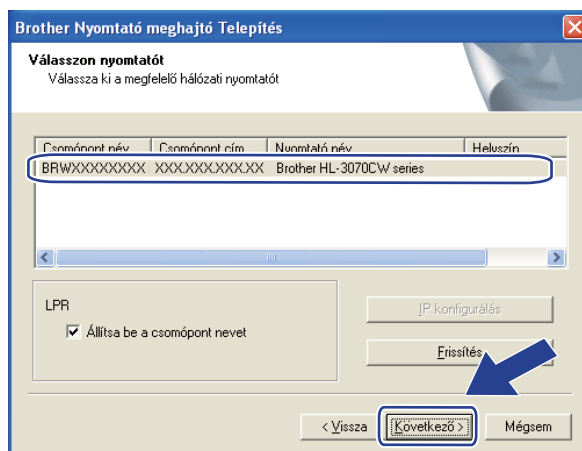 Brother Nyomtató meghajtó Telepítés
Válasszon nyomtatót
Válassza ki a megfelelő hálózati nyomtatót
Csomópont név Csomópont cím Nyomtató név Helyszín
BRWXXXXXXXX XXX.XXX.XXX.XX Brother HL-3070CW series
LPR
IP konfigurálás
Állítsa be a csomópont nevet
Frissítés
< Vissza Következő > Mégsem